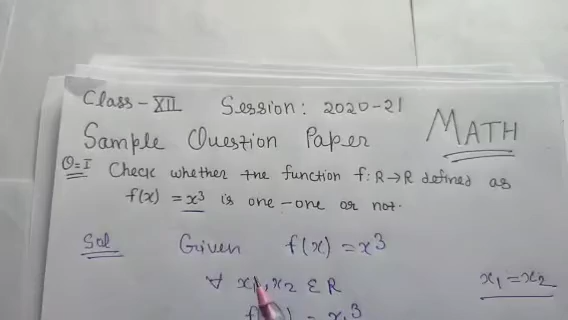 Class-XII Session: 2020-21
Sample Question Paper MATH
Q=I Check whether the function f: R→R defined as
f(x) = x³ is one-one or not.
Sol Given f(x) = x³
∀ x₁, x₂ ε R x₁ = x₂